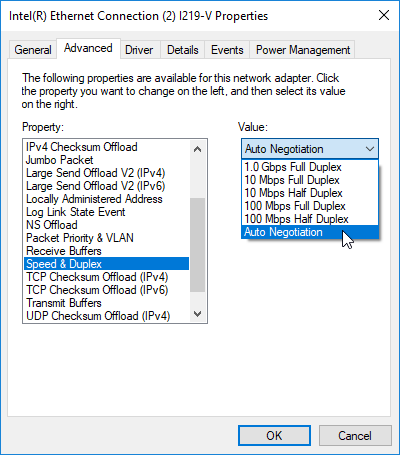 Intel(R) Ethernet Connection (2) I219-V Properties
General Advanced Driver Details Events Power Management
The following properties are available for this network adapter. Click
the property you want to change on the left, and then select its value
on the right.
Property:
IPv4 Checksum Offload
Jumbo Packet
Large Send Offload V2 (IPv4)
Large Send Offload V2 (IPv6)
Locally Administered Address
Log Link State Event
NS Offload
Packet Priority & VLAN
Receive Buffers
Speed & Duplex
TCP Checksum Offload (IPv4)
TCP Checksum Offload (IPv6)
Transmit Buffers
UDP Checksum Offload (IPv4)
Value:
Auto Negotiation
1.0 Gbps Full Duplex
10 Mbps Full Duplex
10 Mbps Half Duplex
100 Mbps Full Duplex
100 Mbps Half Duplex
Auto Negotiation
OK Cancel